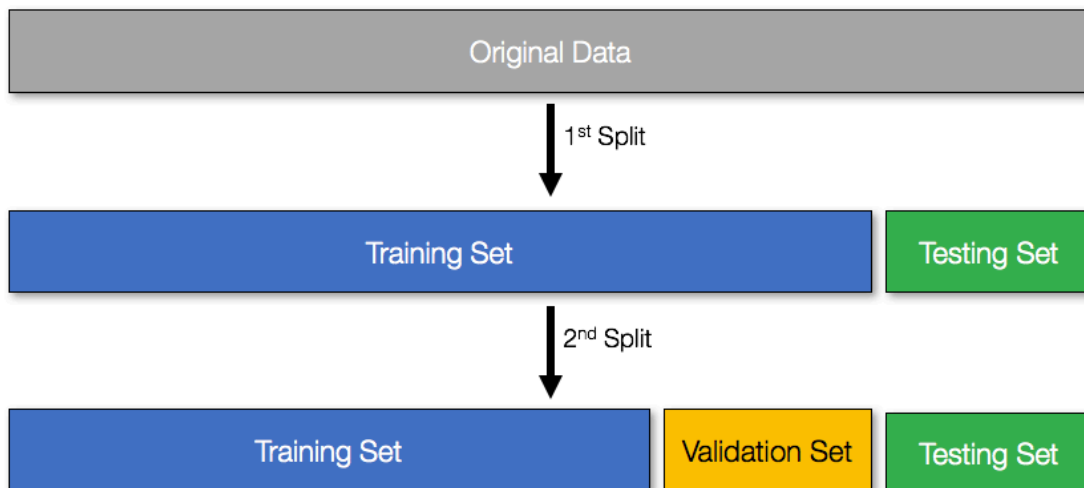 Original Data
1st Split
Training Set
Testing Set
2nd Split
Training Set
Validation Set
Testing Set